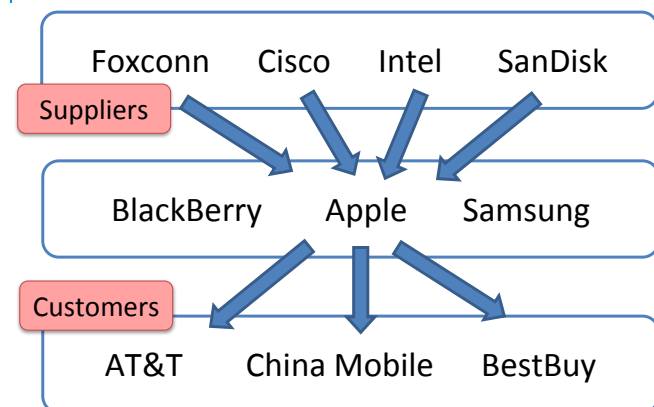 Foxconn Cisco Intel SanDisk
Suppliers
BlackBerry Apple Samsung
Customers
AT&T China Mobile BestBuy